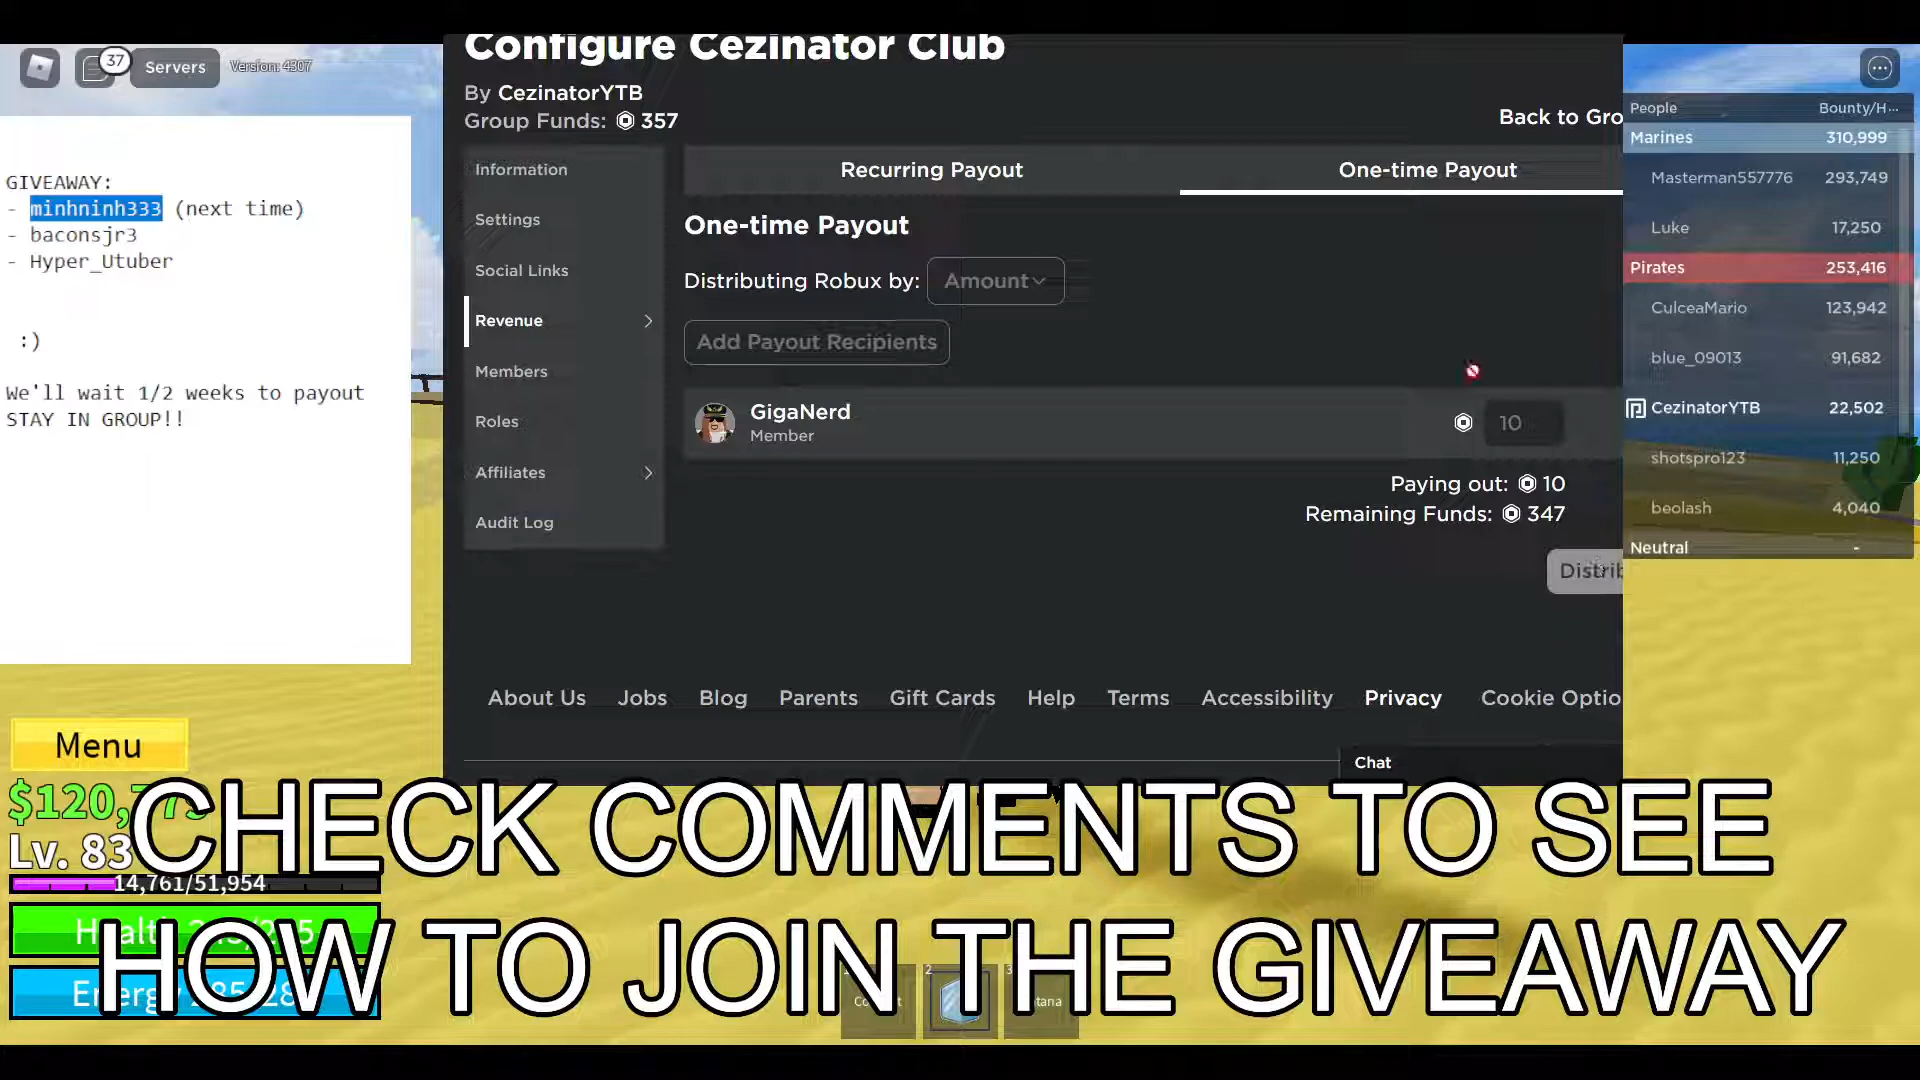 37
Servers
Version: 4307
GIVEAWAY:
- minhninh333 (next time)
- baconsjr3
- Hyper_Utuber
:)
We'll wait 1/2 weeks to payout
STAY IN GROUP!!
Configure Cezinator Club
By CezinatorYTB
Group Funds: 357
Back to Gro
Information
Settings
Social Links
Revenue
Members
Roles
Affiliates
Audit Log
Recurring Payout
One-time Payout
One-time Payout
Distributing Robux by: Amount
Add Payout Recipients
GigaNerd
Member
10
Paying out: 10
Remaining Funds: 347
Distrib
About Us Jobs Blog Parents Gift Cards Help Terms Accessibility Privacy Cookie Optio
Chat
People Bounty/H...
Marines 310,999
Masterman557776 293,749
Luke 17,250
Pirates 253,416
CulceaMario 123,942
blue_09013 91,682
CezinatorYTB 22,502
shotspro123 11,250
beolash 4,040
Neutral -
Menu
Lv. 83
14,761/51,954
CHECK COMMENTS TO SEE
HOW TO JOIN THE GIVEAWAY
2